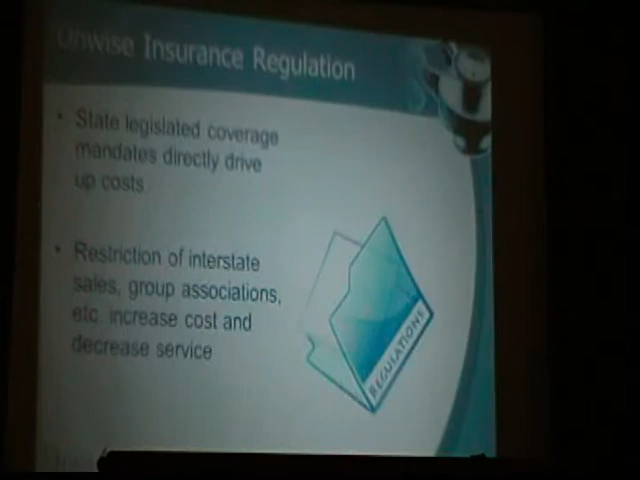 Unwise Insurance Regulation
• State legislated coverage
mandates directly drive
up costs
• Restriction of interstate
sales, group associations,
etc. increase cost and
decrease service
REGULATIONS